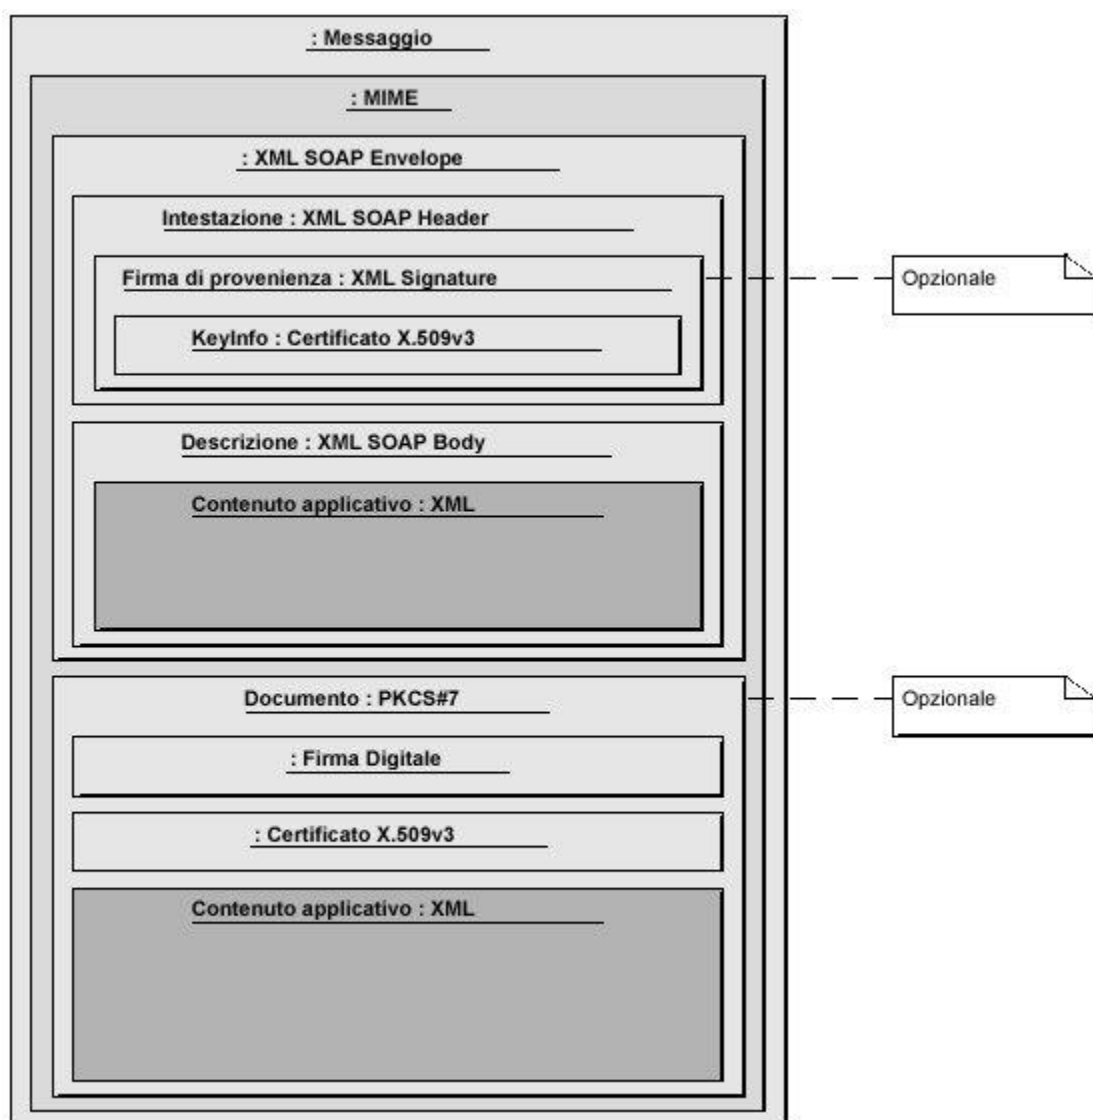 : Messaggio
: MIME
: XML SOAP Envelope
Intestazione : XML SOAP Header
Firma di provenienza : XML Signature
Opzionale
KeyInfo : Certificato X.509v3
Descrizione : XML SOAP Body
Contenuto applicativo : XML
Documento : PKCS#7
Opzionale
: Firma Digitale
: Certificato X.509v3
Contenuto applicativo : XML